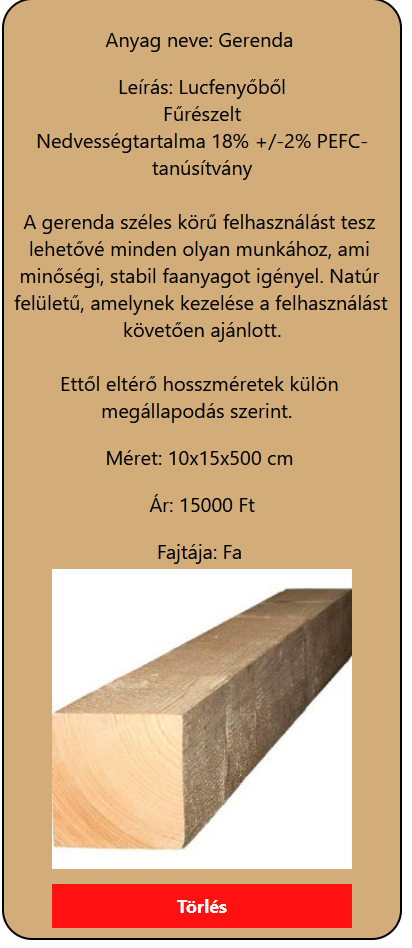 Anyag neve: Gerenda
Leírás: Lucfenyőből
Fűrészelt
Nedvességtartalma 18% +/-2% PEFC-
tanúsítvány
A gerenda széles körű felhasználást tesz
lehetővé minden olyan munkához, ami
minőségi, stabil faanyagot igényel. Natúr
felületű, amelynek kezelése a felhasználást
követően ajánlott.
Ettől eltérő hosszméretek külön
megállapodás szerint.
Méret: 10x15x500 cm
Ár: 15000 Ft
Fajtája: Fa
Törlés